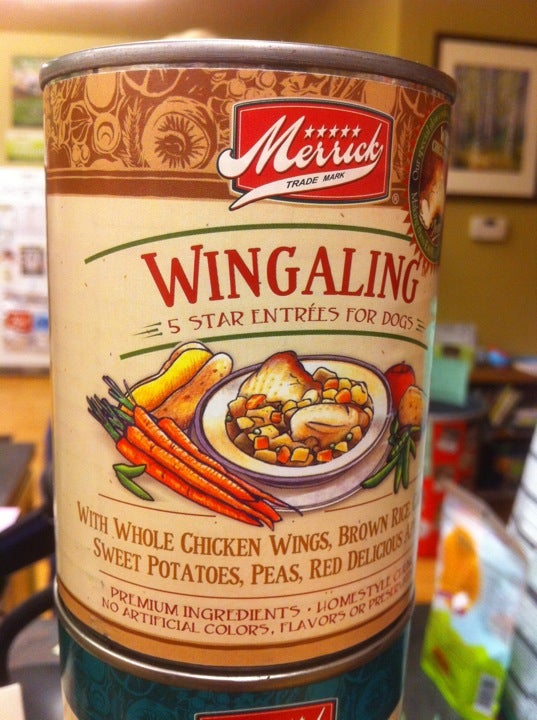 Merrick
TRADE MARK
WINGALING
5 STAR ENTRÉES FOR DOGS
WITH WHOLE CHICKEN WINGS, BROWN RICE
SWEET POTATOES, PEAS, RED DELICIOUS
PREMIUM INGREDIENTS · HOMESTYLE
NO ARTIFICIAL COLORS, FLAVORS OR